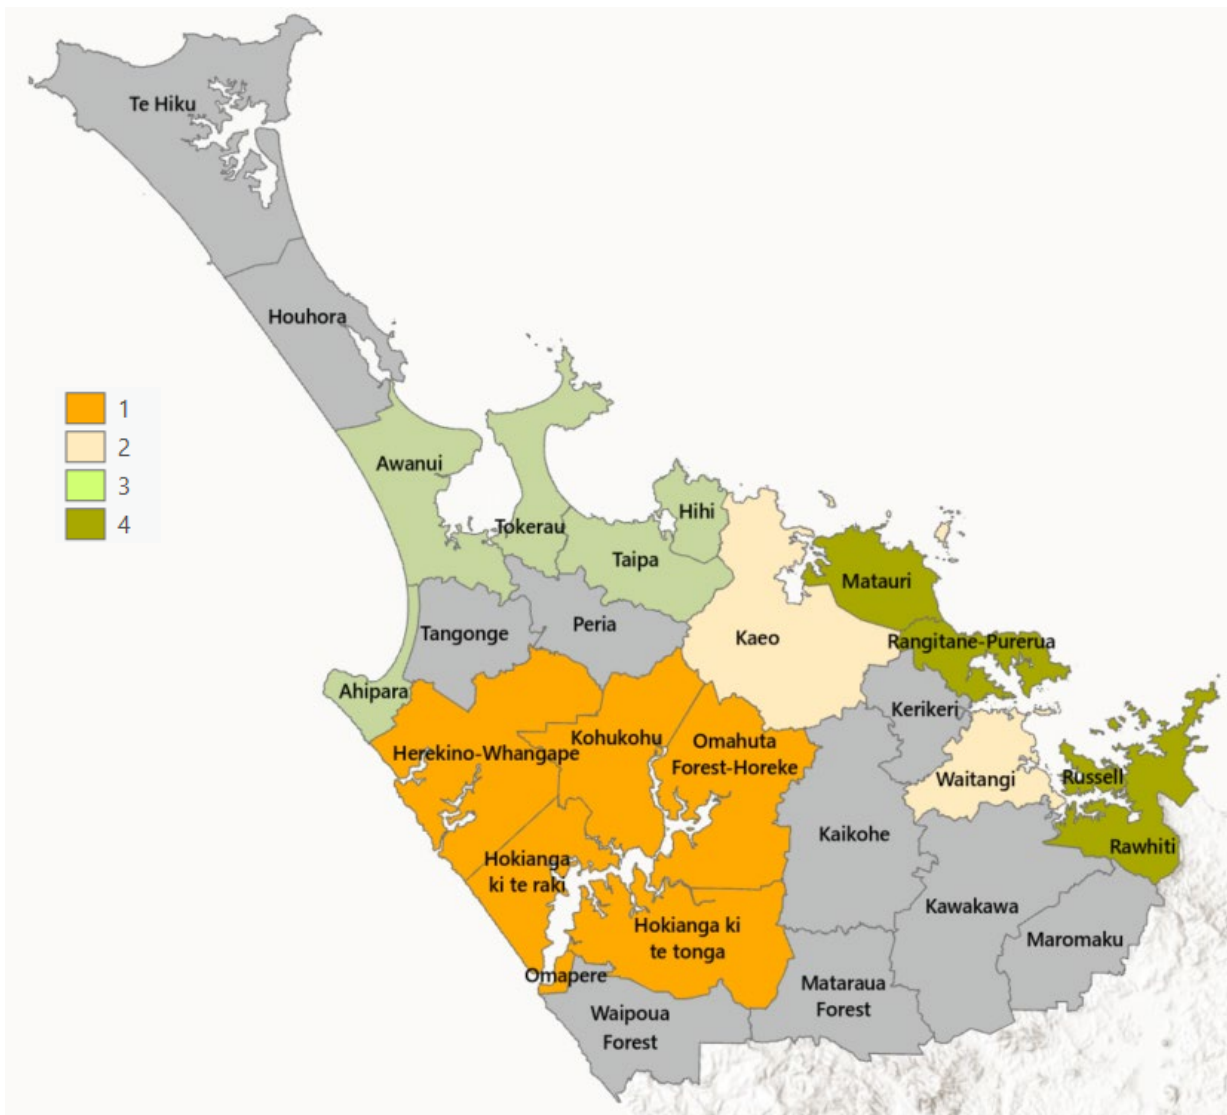 Te Hiku
Houhora
1
2
3
4
Awanui
Tokerau
Hihi
Taipa
Matauri
Tangonge
Peria
Kaeo
Rangitane-Purerua
Ahipara
Kerikeri
Herekino-Whangape
Kohukohu
Omahuta
Forest-Horeke
Waitangi
Russell
Kaikohe
Rawhiti
Hokianga
ki te raki
Kawakawa
Hokianga ki
te tonga
Maromaku
Omapere
Mataraua
Forest
Waipoua
Forest